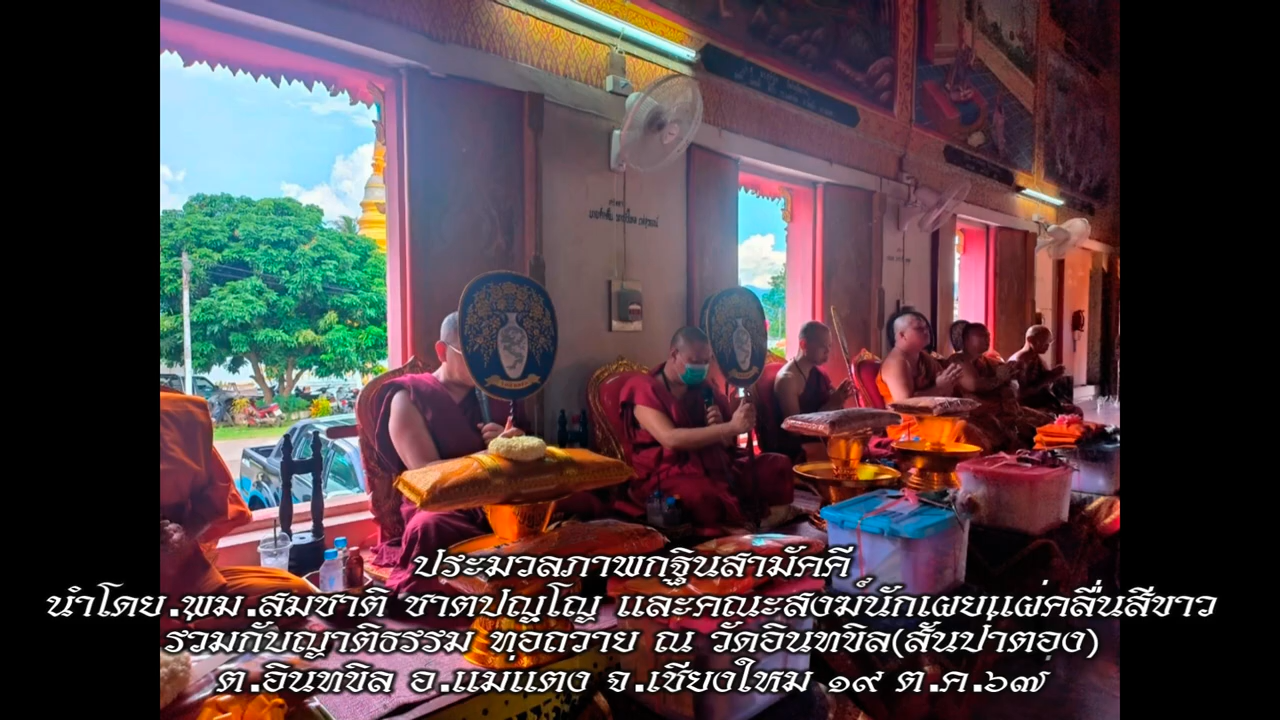 ประมวลภาพกฐินสามัคคี
นำโดย.พม.สมชาติ ชาตปญฺโญ และคณะสงฆ์นักเผยแผ่คลื่นสีขาว
ร่วมกับญาติธรรม ทอถวาย ณ วัดอินทขิล(สันป่าตอง)
ต.อินทขิล อ.แม่แตง จ.เชียงใหม่ ๑๙ ต.ค.๖๗